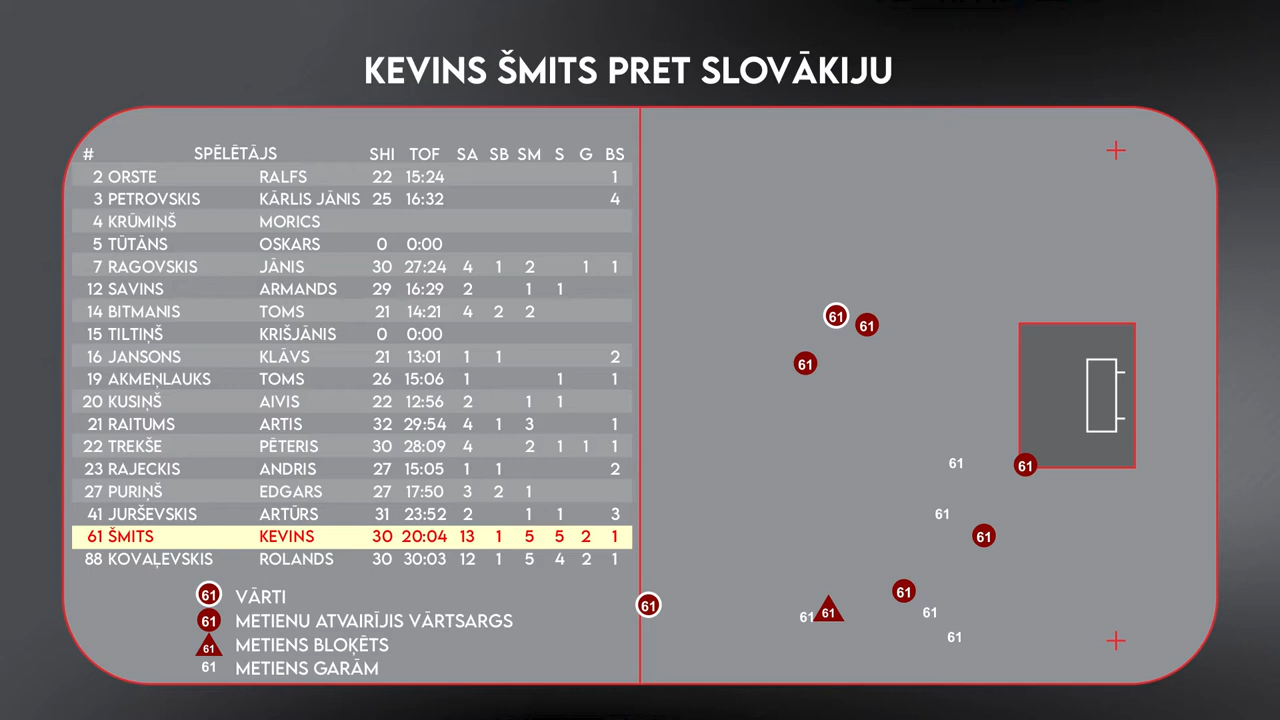 KEVINS ŠMITS PRET SLOVĀKIJU
# SPĒLĒTĀJS SHI TOF SA SB SM S G BS
2 ORSTE RALFS 22 15:24 1
3 PETROVSKIS KĀRLIS JĀNIS 25 16:32 4
4 KRŪMIŅŠ MORICS
5 TŪTĀNS OSKARS 0 0:00
7 RAGOVSKIS JĀNIS 30 27:24 4 1 2 1 1
12 SAVINS ARMANDS 29 16:29 2 1 1
14 BITMANIS TOMS 21 14:21 4 2 2
15 TILTIŅŠ KRIŠJĀNIS 0 0:00
16 JANSONS KLĀVS 21 13:01 1 1 2
19 AKMEŅLAUKS TOMS 26 15:06 1 1 1
20 KUSIŅŠ AIVIS 22 12:56 2 1 1
21 RAITUMS ARTIS 32 29:54 4 1 3 1
22 TREKŠE PĒTERIS 30 28:09 4 2 1 1 1
23 RAJECKIS ANDRIS 27 15:05 1 1 2
27 PURIŅŠ EDGARS 27 17:50 3 2 1
41 JURŠEVSKIS ARTŪRS 31 23:52 2 1 1 3
61 ŠMITS KEVINS 30 20:04 13 1 5 5 2 1
88 KOVAĻEVSKIS ROLANDS 30 30:03 12 1 5 4 2 1
61 VĀRTI
61 METIENU ATVAIRĪJIS VĀRTSARGS
61 METIENS BLOĶĒTS
61 METIENS GARĀM
61
61
61
61
61
61
61
61
61
61
61
61
61